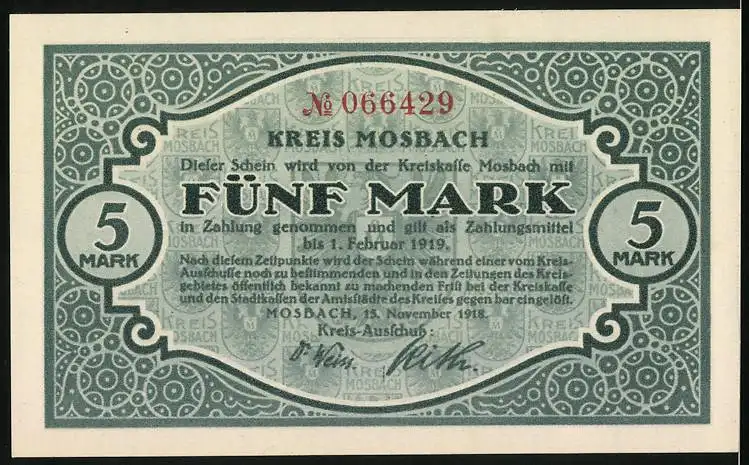 № 066429
KREIS MOSBACH
Dieſer Schein wird von der Kreiskaſſe Mosbach mit
FÜNF MARK
in Zahlung genommen und gilt als Zahlungsmittel
bis 1. Februar 1919.
Nach dieſem Zeitpunkte wird der Schein während einer vom Kreis-
Ausſchuſſe noch zu beſtimmenden und in den Zeitungen des Kreis-
gebietes öffentlich bekannt zu machenden Friſt bei der Kreiskaſſe
und den Stadtkaſſen der Amtsſtädte des Kreiſes gegen bar eingelöſt.
MOSBACH, 15. November 1918.
Kreis-Ausſchuß:
5
MARK
5
MARK
KREIS
MOSBACH